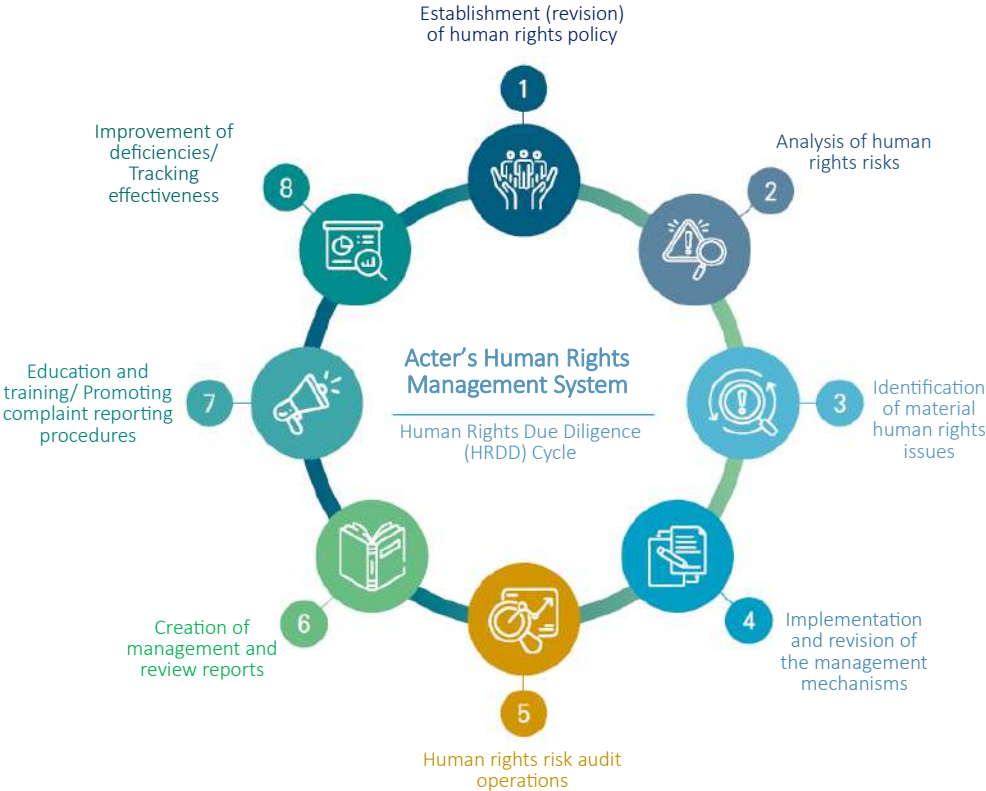 Establishment (revision)
of human rights policy
1
Analysis of human
rights risks
2
Identification
of material
human rights
issues
3
Implementation
and revision of
the management
mechanisms
4
Human rights risk audit
operations
5
Creation of
management and
review reports
6
Education and
training/ Promoting
complaint reporting
procedures
7
Improvement of
deficiencies/
Tracking
effectiveness
8
Acter’s Human Rights
Management System
Human Rights Due Diligence
(HRDD) Cycle